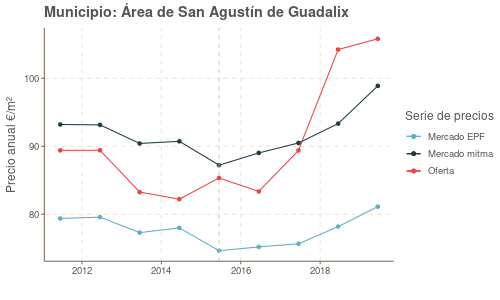 Municipio: Área de San Agustín de Guadalix
Precio anual €/m²
100
90
80
2012
2014
2016
2018
Serie de precios
Mercado EPF
Mercado mitma
Oferta